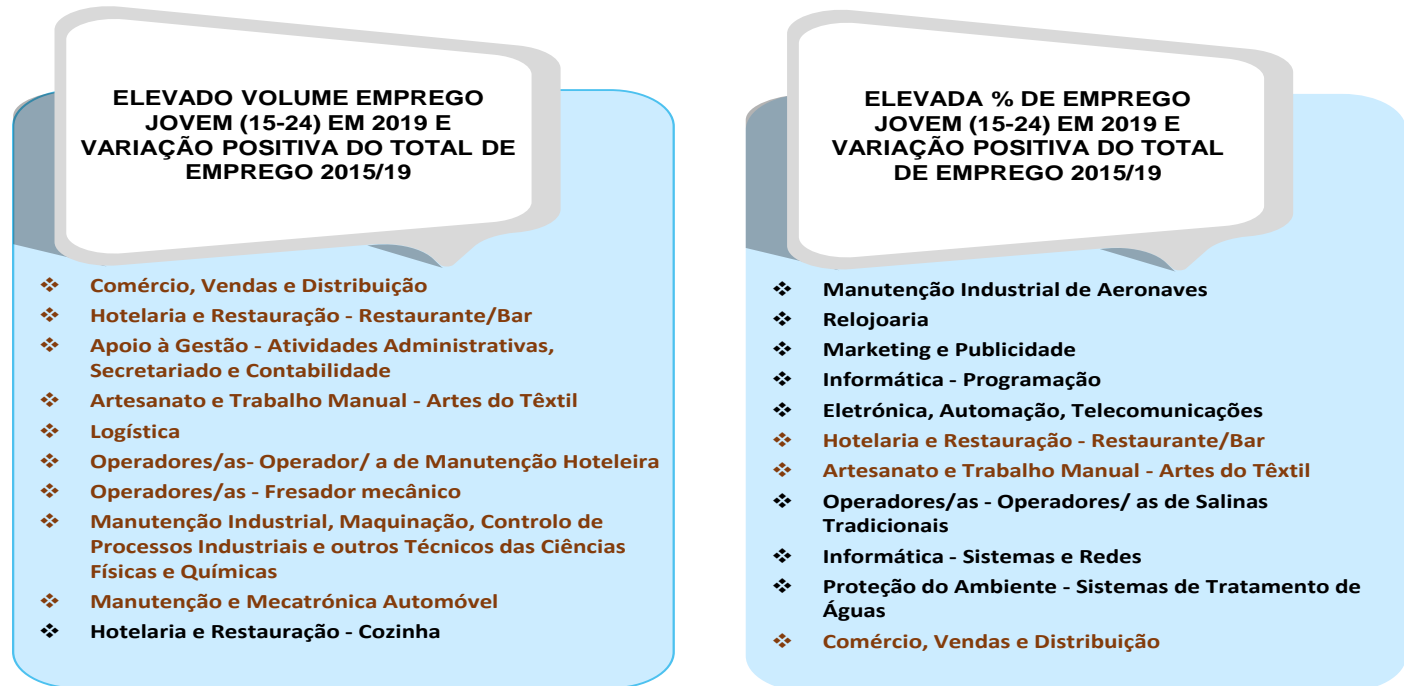 ELEVADO VOLUME EMPREGO
JOVEM (15-24) EM 2019 E
VARIAÇÃO POSITIVA DO TOTAL DE
EMPREGO 2015/19
❖ Comércio, Vendas e Distribuição
❖ Hotelaria e Restauração - Restaurante/Bar
❖ Apoio à Gestão - Atividades Administrativas,
Secretariado e Contabilidade
❖ Artesanato e Trabalho Manual - Artes do Têxtil
❖ Logística
❖ Operadores/as- Operador/ a de Manutenção Hoteleira
❖ Operadores/as - Fresador mecânico
❖ Manutenção Industrial, Maquinação, Controlo de
Processos Industriais e outros Técnicos das Ciências
Físicas e Químicas
❖ Manutenção e Mecatrónica Automóvel
❖ Hotelaria e Restauração - Cozinha
ELEVADA % DE EMPREGO
JOVEM (15-24) EM 2019 E
VARIAÇÃO POSITIVA DO TOTAL
DE EMPREGO 2015/19
❖ Manutenção Industrial de Aeronaves
❖ Relojoaria
❖ Marketing e Publicidade
❖ Informática - Programação
❖ Eletrónica, Automação, Telecomunicações
❖ Hotelaria e Restauração - Restaurante/Bar
❖ Artesanato e Trabalho Manual - Artes do Têxtil
❖ Operadores/as - Operadores/ as de Salinas
Tradicionais
❖ Informática - Sistemas e Redes
❖ Proteção do Ambiente - Sistemas de Tratamento de
Águas
❖ Comércio, Vendas e Distribuição